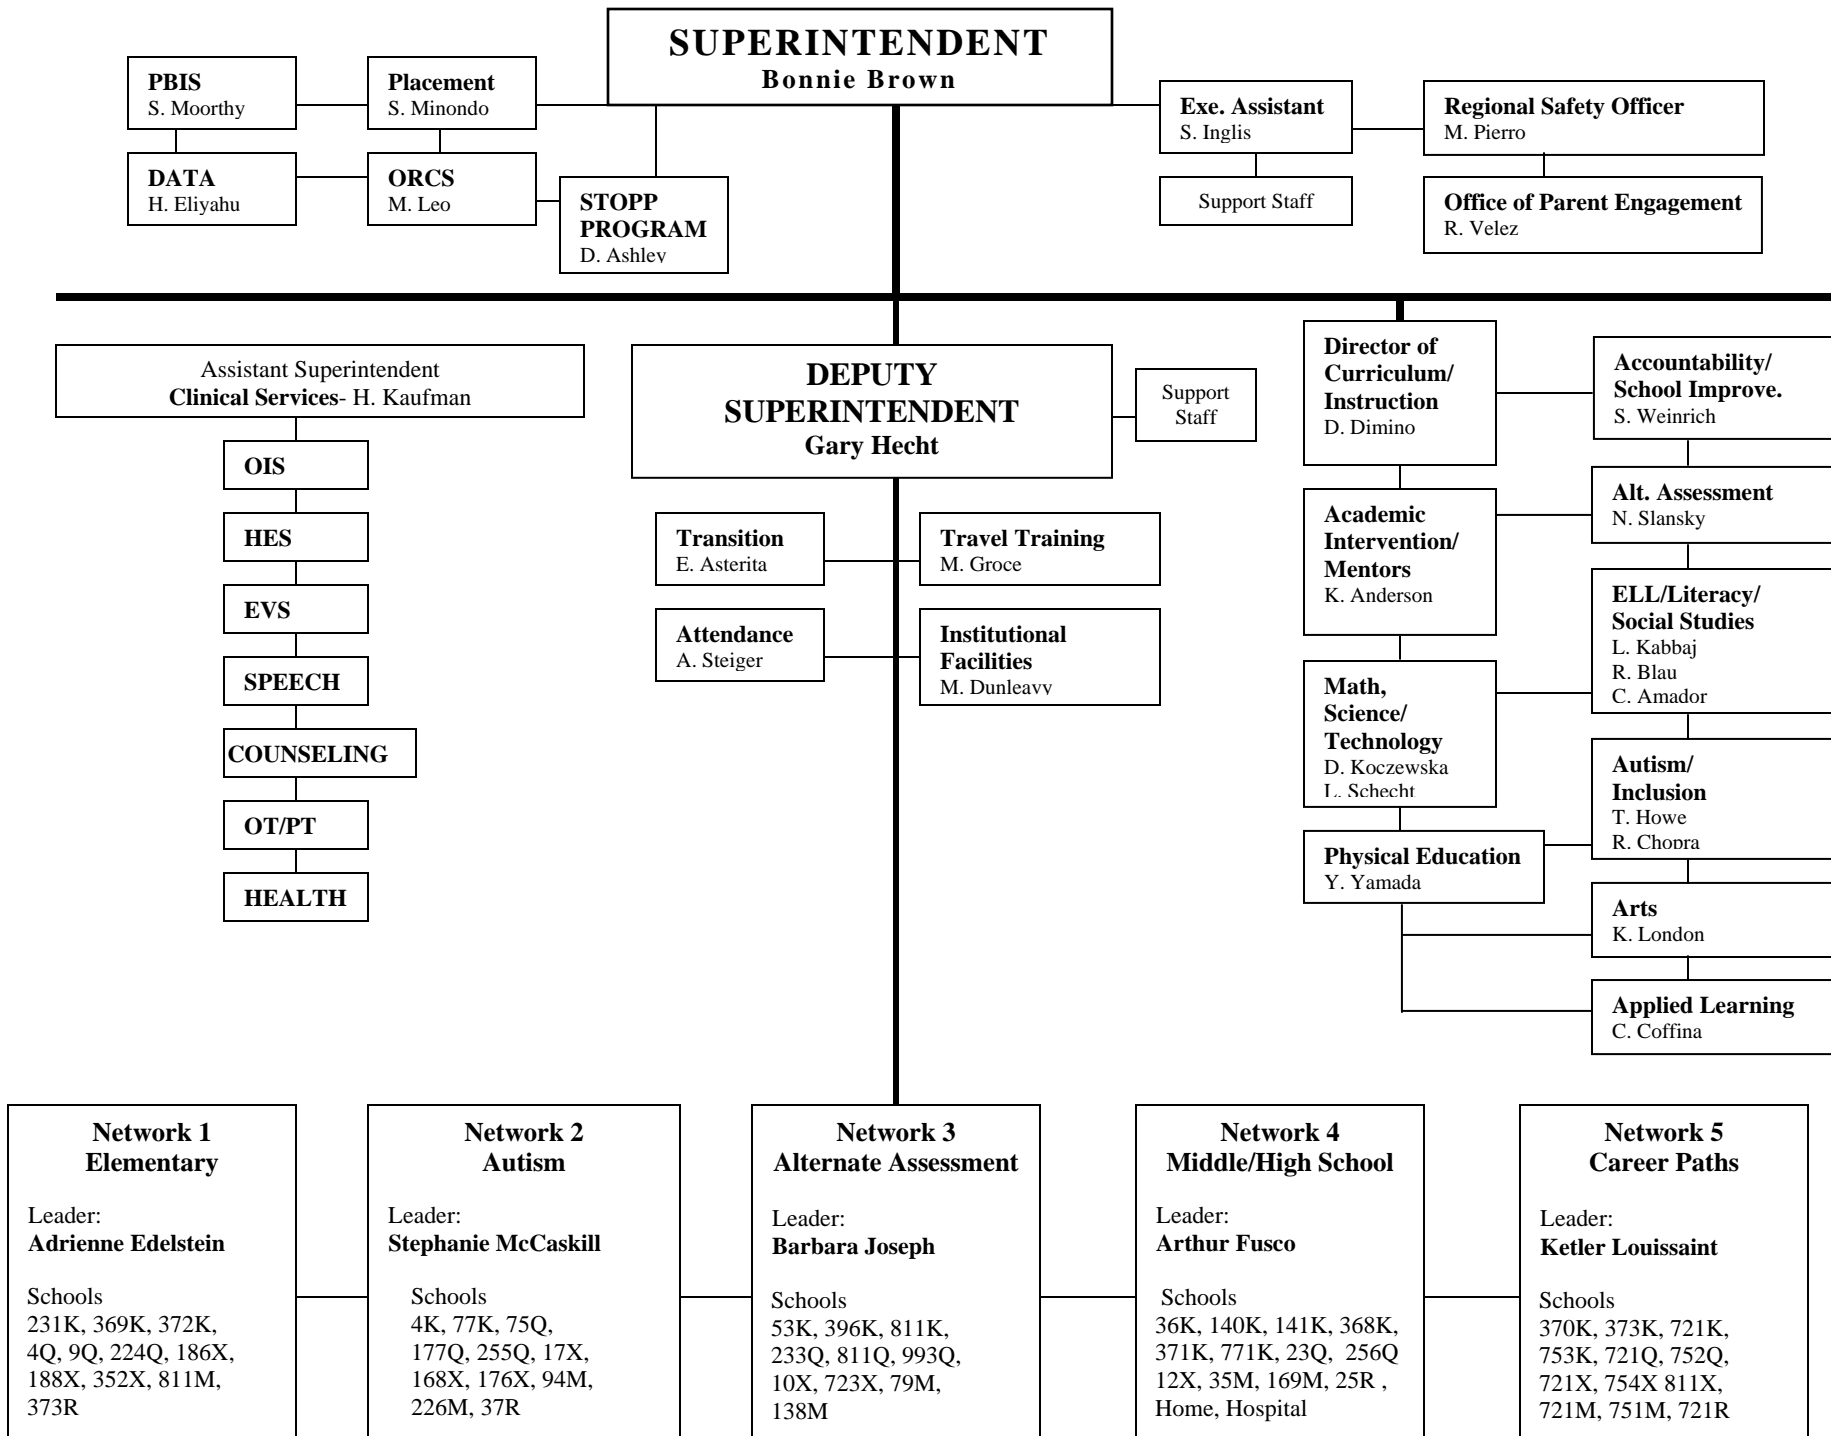 SUPERINTENDENT
Bonnie Brown
PBIS
S. Moorthy
Placement
S. Minondo
DATA
H. Eliyahu
ORCS
M. Leo
STOPP
PROGRAM
D. Ashley
Exe. Assistant
S. Inglis
Support Staff
Regional Safety Officer
M. Pierro
Office of Parent Engagement
R. Velez
Assistant Superintendent
Clinical Services- H. Kaufman
OIS
HES
EVS
SPEECH
COUNSELING
OT/PT
HEALTH
DEPUTY
SUPERINTENDENT
Gary Hecht
Support
Staff
Transition
E. Asterita
Travel Training
M. Groce
Attendance
A. Steiger
Institutional
Facilities
M. Dunleavy
Director of
Curriculum/
Instruction
D. Dimino
Accountability/
School Improve.
S. Weinrich
Academic
Intervention/
Mentors
K. Anderson
Alt. Assessment
N. Slansky
ELL/Literacy/
Social Studies
L. Kabbaj
R. Blau
C. Amador
Math,
Science/
Technology
D. Koczewska
L. Schecht
Autism/
Inclusion
T. Howe
R. Chopra
Physical Education
Y. Yamada
Arts
K. London
Applied Learning
C. Coffina
Network 1
Elementary
Leader:
Adrienne Edelstein
Schools
231K, 369K, 372K,
4Q, 9Q, 224Q, 186X,
188X, 352X, 811M,
373R
Network 2
Autism
Leader:
Stephanie McCaskill
Schools
4K, 77K, 75Q,
177Q, 255Q, 17X,
168X, 176X, 94M,
226M, 37R
Network 3
Alternate Assessment
Leader:
Barbara Joseph
Schools
53K, 396K, 811K,
233Q, 811Q, 993Q,
10X, 723X, 79M,
138M
Network 4
Middle/High School
Leader:
Arthur Fusco
Schools
36K, 140K, 141K, 368K,
371K, 771K, 23Q, 256Q
12X, 35M, 169M, 25R ,
Home, Hospital
Network 5
Career Paths
Leader:
Ketler Louissaint
Schools
370K, 373K, 721K,
753K, 721Q, 752Q,
721X, 754X 811X,
721M, 751M, 721R